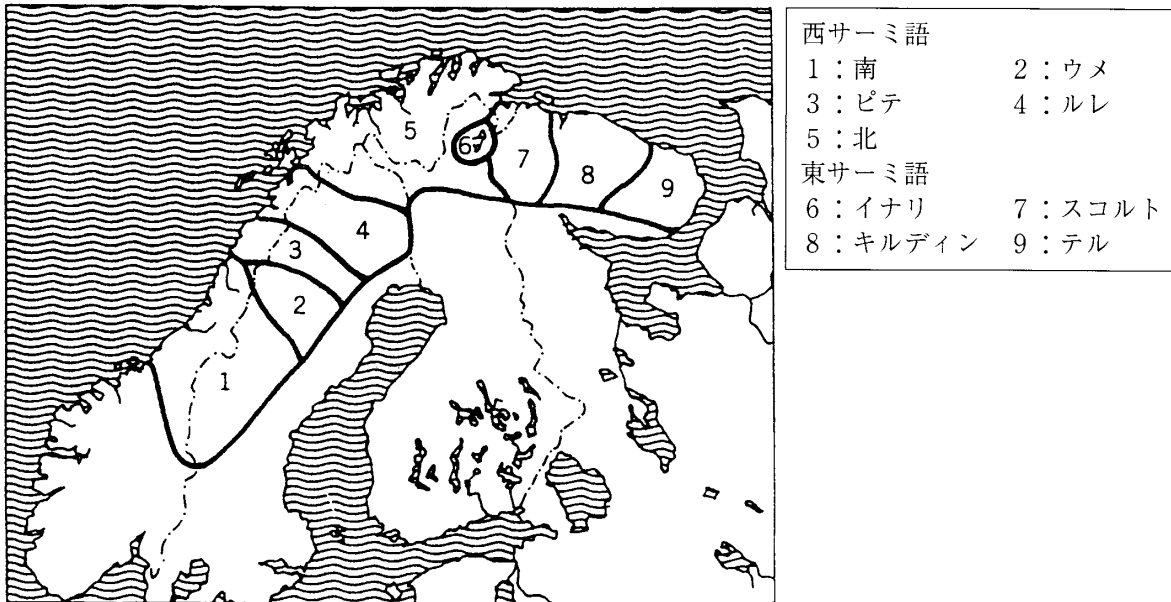 5
6
7
8
9
4
3
2
1
西サーミ語
1：南　2：ウメ
3：ピテ　4：ルレ
5：北
東サーミ語
6：イナリ　7：スコルト
8：キルディン　9：テル